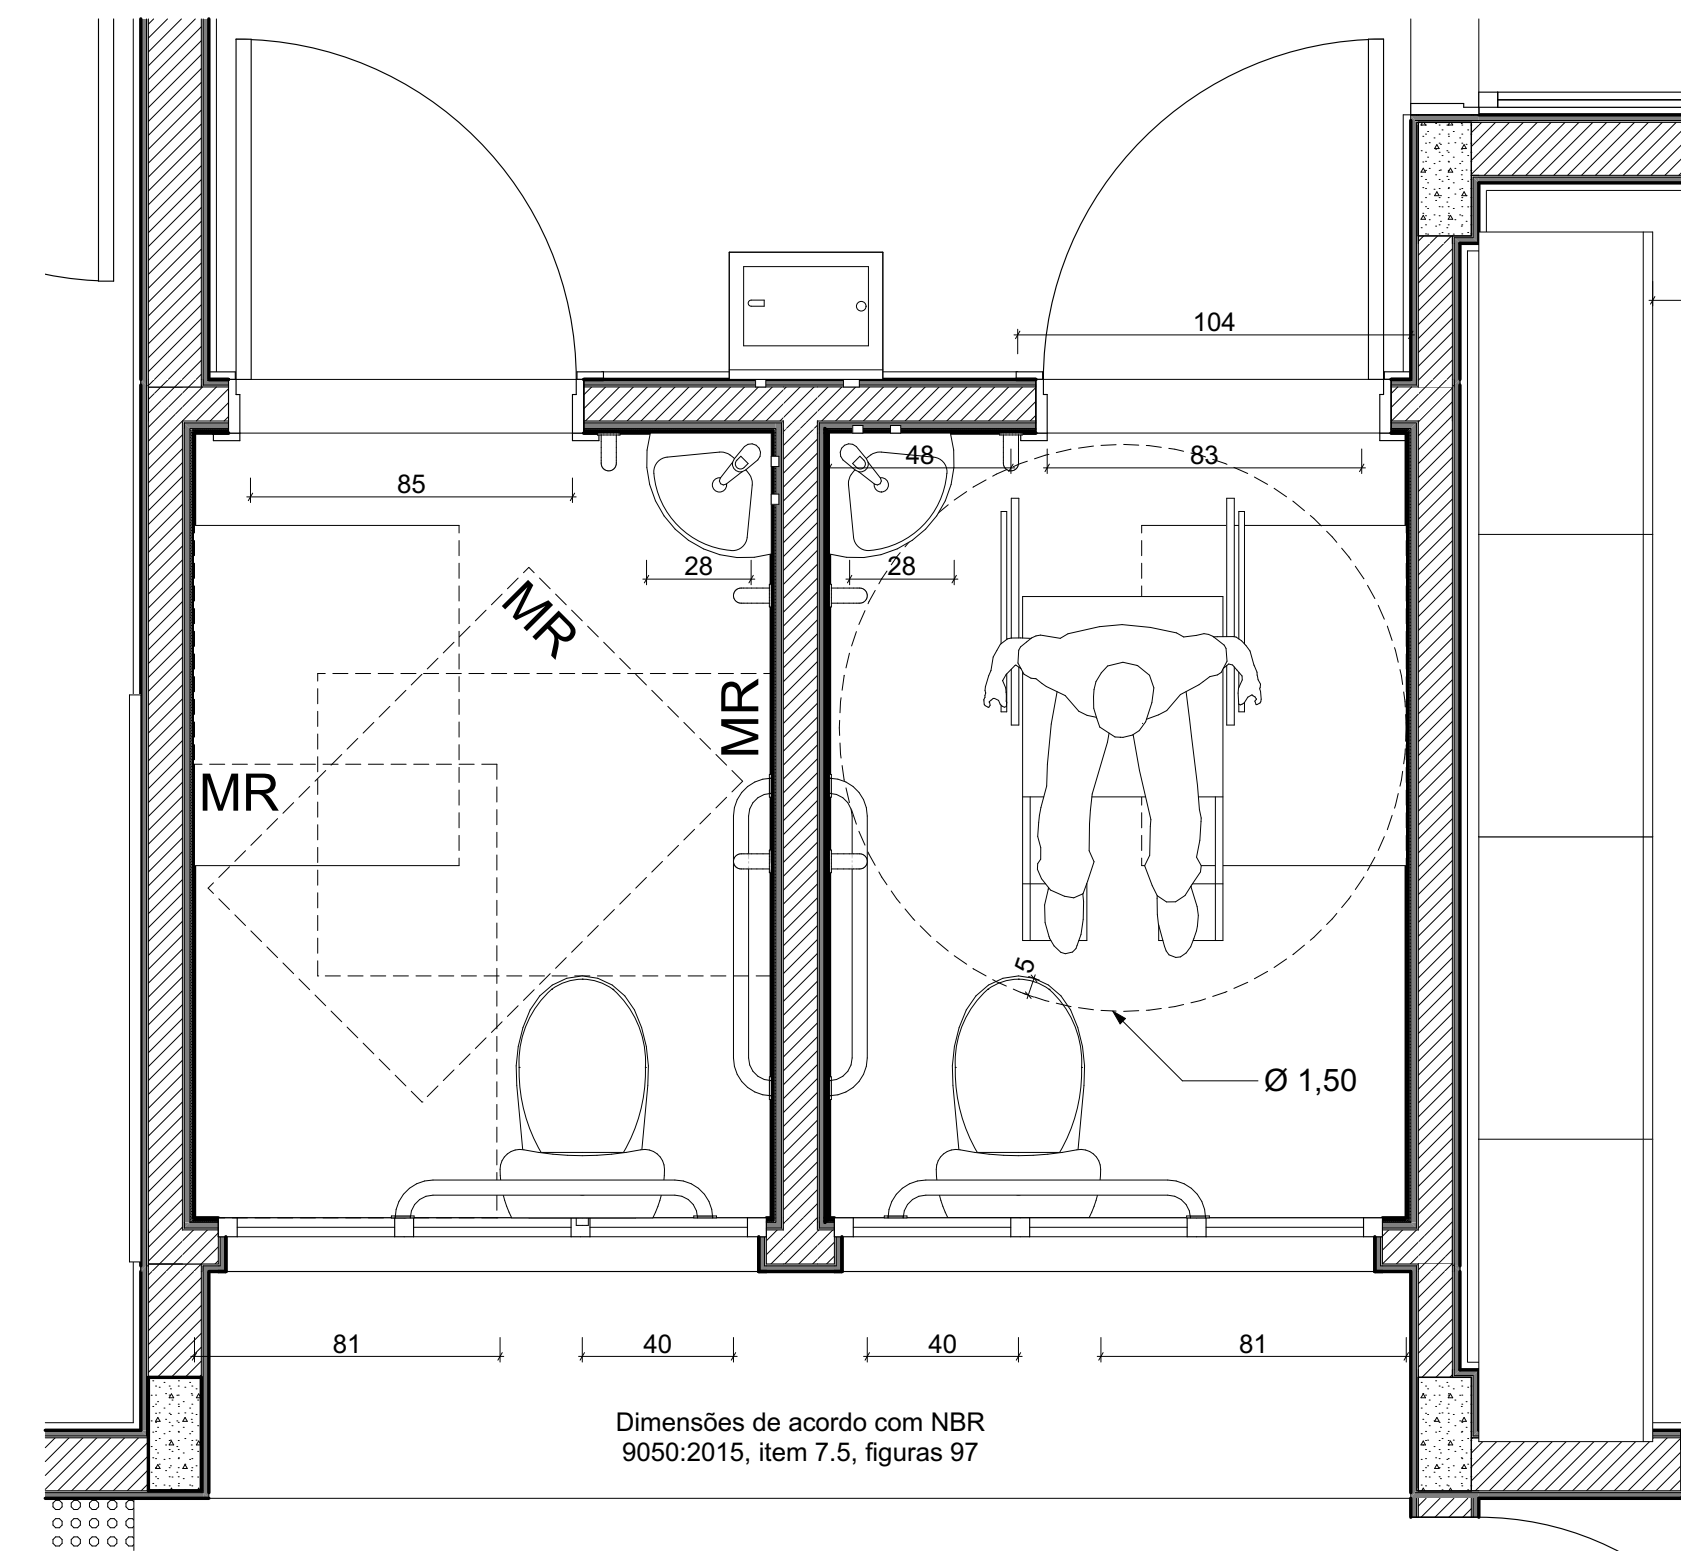 104
48
83
85
28
28
MR
MR
MR
5
Ø 1,50
81
40
40
81
Dimensões de acordo com NBR
9050:2015, item 7.5, figuras 97